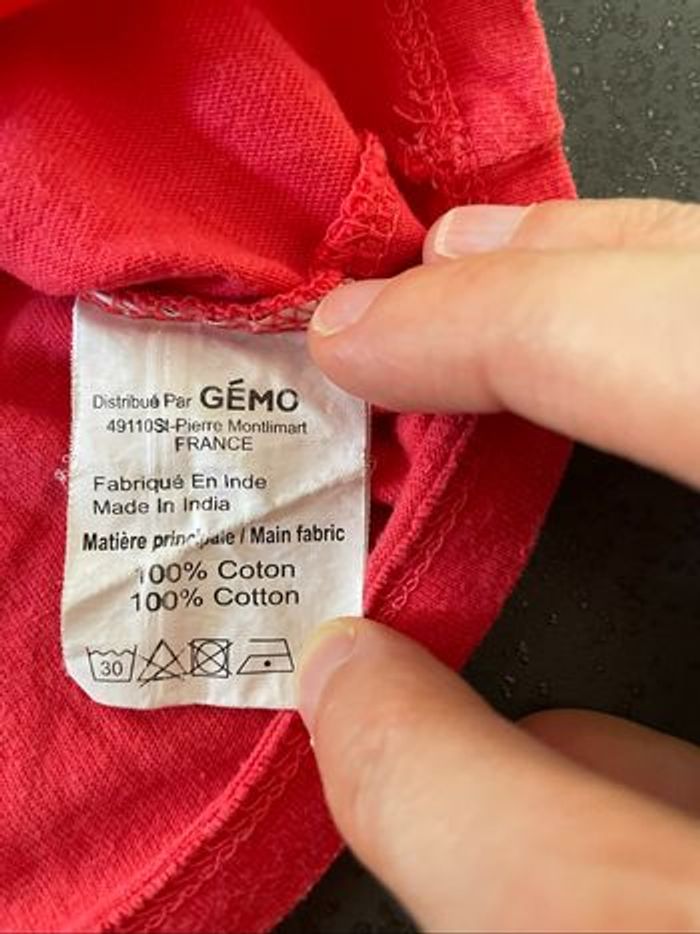 Distribué Par GÉMO
49110St-Pierre Montlimart
FRANCE
Fabriqué En Inde
Made In India
Matière principale / Main fabric
100% Coton
100% Cotton
30